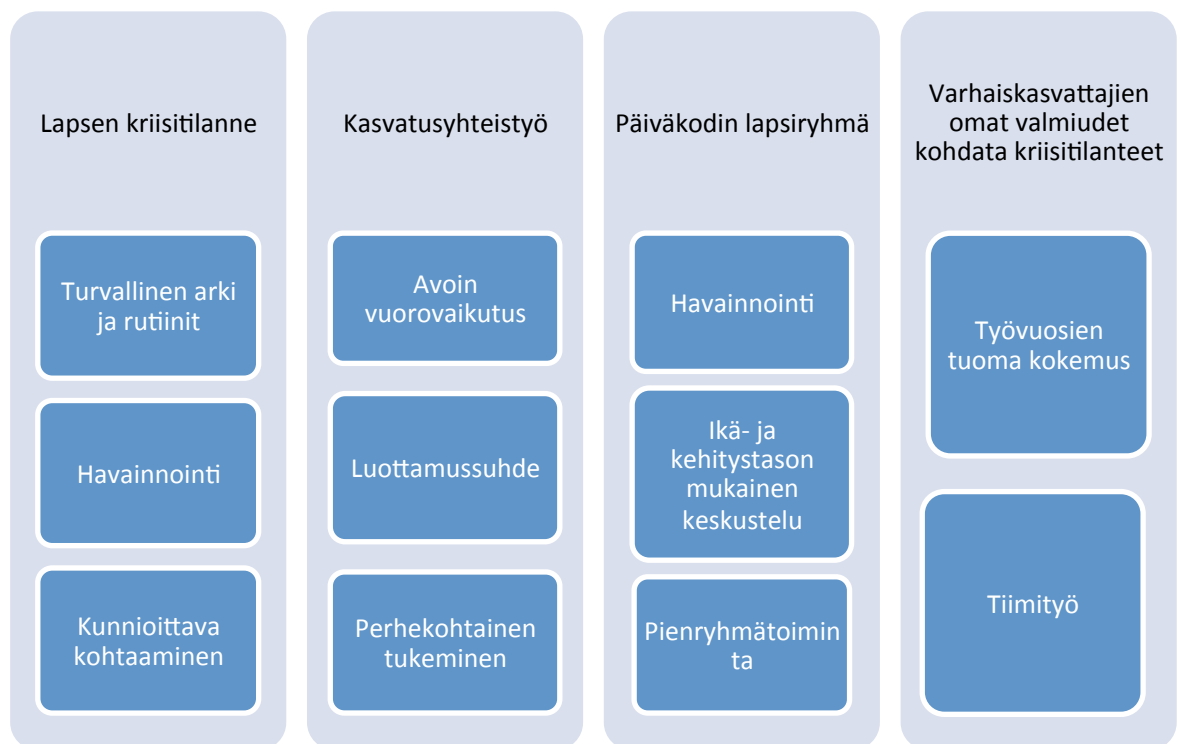 Lapsen kriisitilanne
Turvallinen arki
ja rutiinit
Havainnointi
Kunnioittava
kohtaaminen
Kasvatusyhteistyö
Avoin
vuorovaikutus
Luottamussuhde
Perhekohtainen
tukeminen
Päiväkodin lapsiryhmä
Havainnointi
Ikä- ja
kehitystason
mukainen
keskustelu
Pienryhmätoimin
ta
Varhaiskasvattajien
omat valmiudet
kohdata kriisitilanteet
Työvuosien
tuoma kokemus
Tiimityö